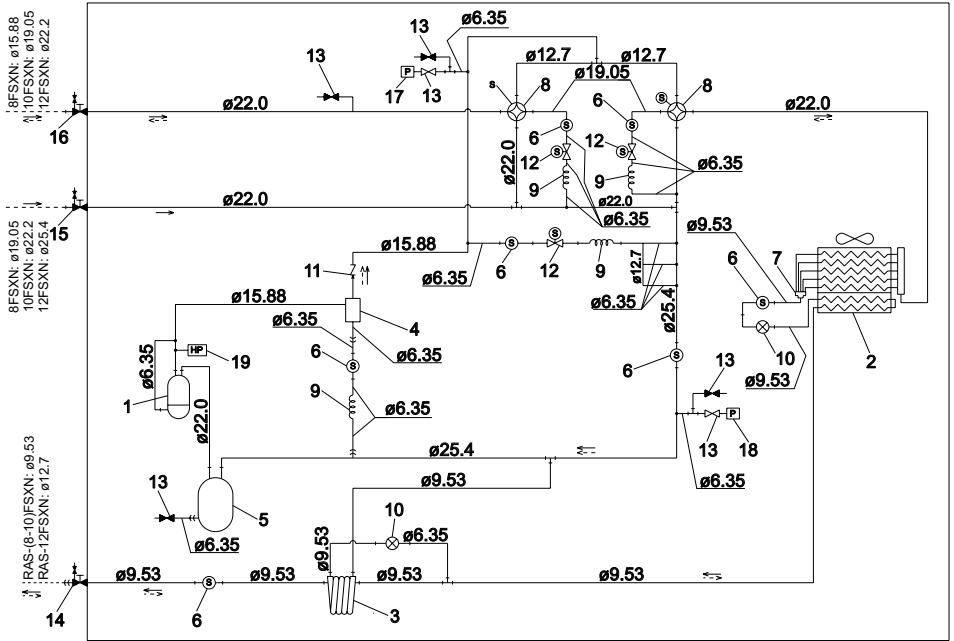 8FSXN: ø15.88
10FSXN: ø19.05
12FSXN: ø22.2
8FSXN: ø19.05
10FSXN: ø22.2
12FSXN: ø25.4
RAS-(8-10)FSXN: ø9.53
RAS-12FSXN: ø12.7
13
ø6.35
P
17
13
13
ø12.7
ø12.7
S
8
ø19.05
S
8
16
ø22.0
6
S
6
S
ø22.0
12
S
12
S
ø22.0
9
9
ø6.35
15
ø22.0
ø22.0
ø6.35
ø9.53
ø15.88
S
6
S
12
9
ø12.7
11
ø6.35
ø6.35
7
6
S
ø15.88
4
ø25.4
10
2
ø9.53
ø6.35
ø6.35
6
S
HP
19
ø6.35
1
9
ø6.35
ø22.0
6
S
13
P
13
18
ø6.35
ø25.4
ø9.53
13
5
ø6.35
10
ø9.53
ø6.35
14
ø9.53
S
6
ø9.53
3
ø9.53
ø9.53